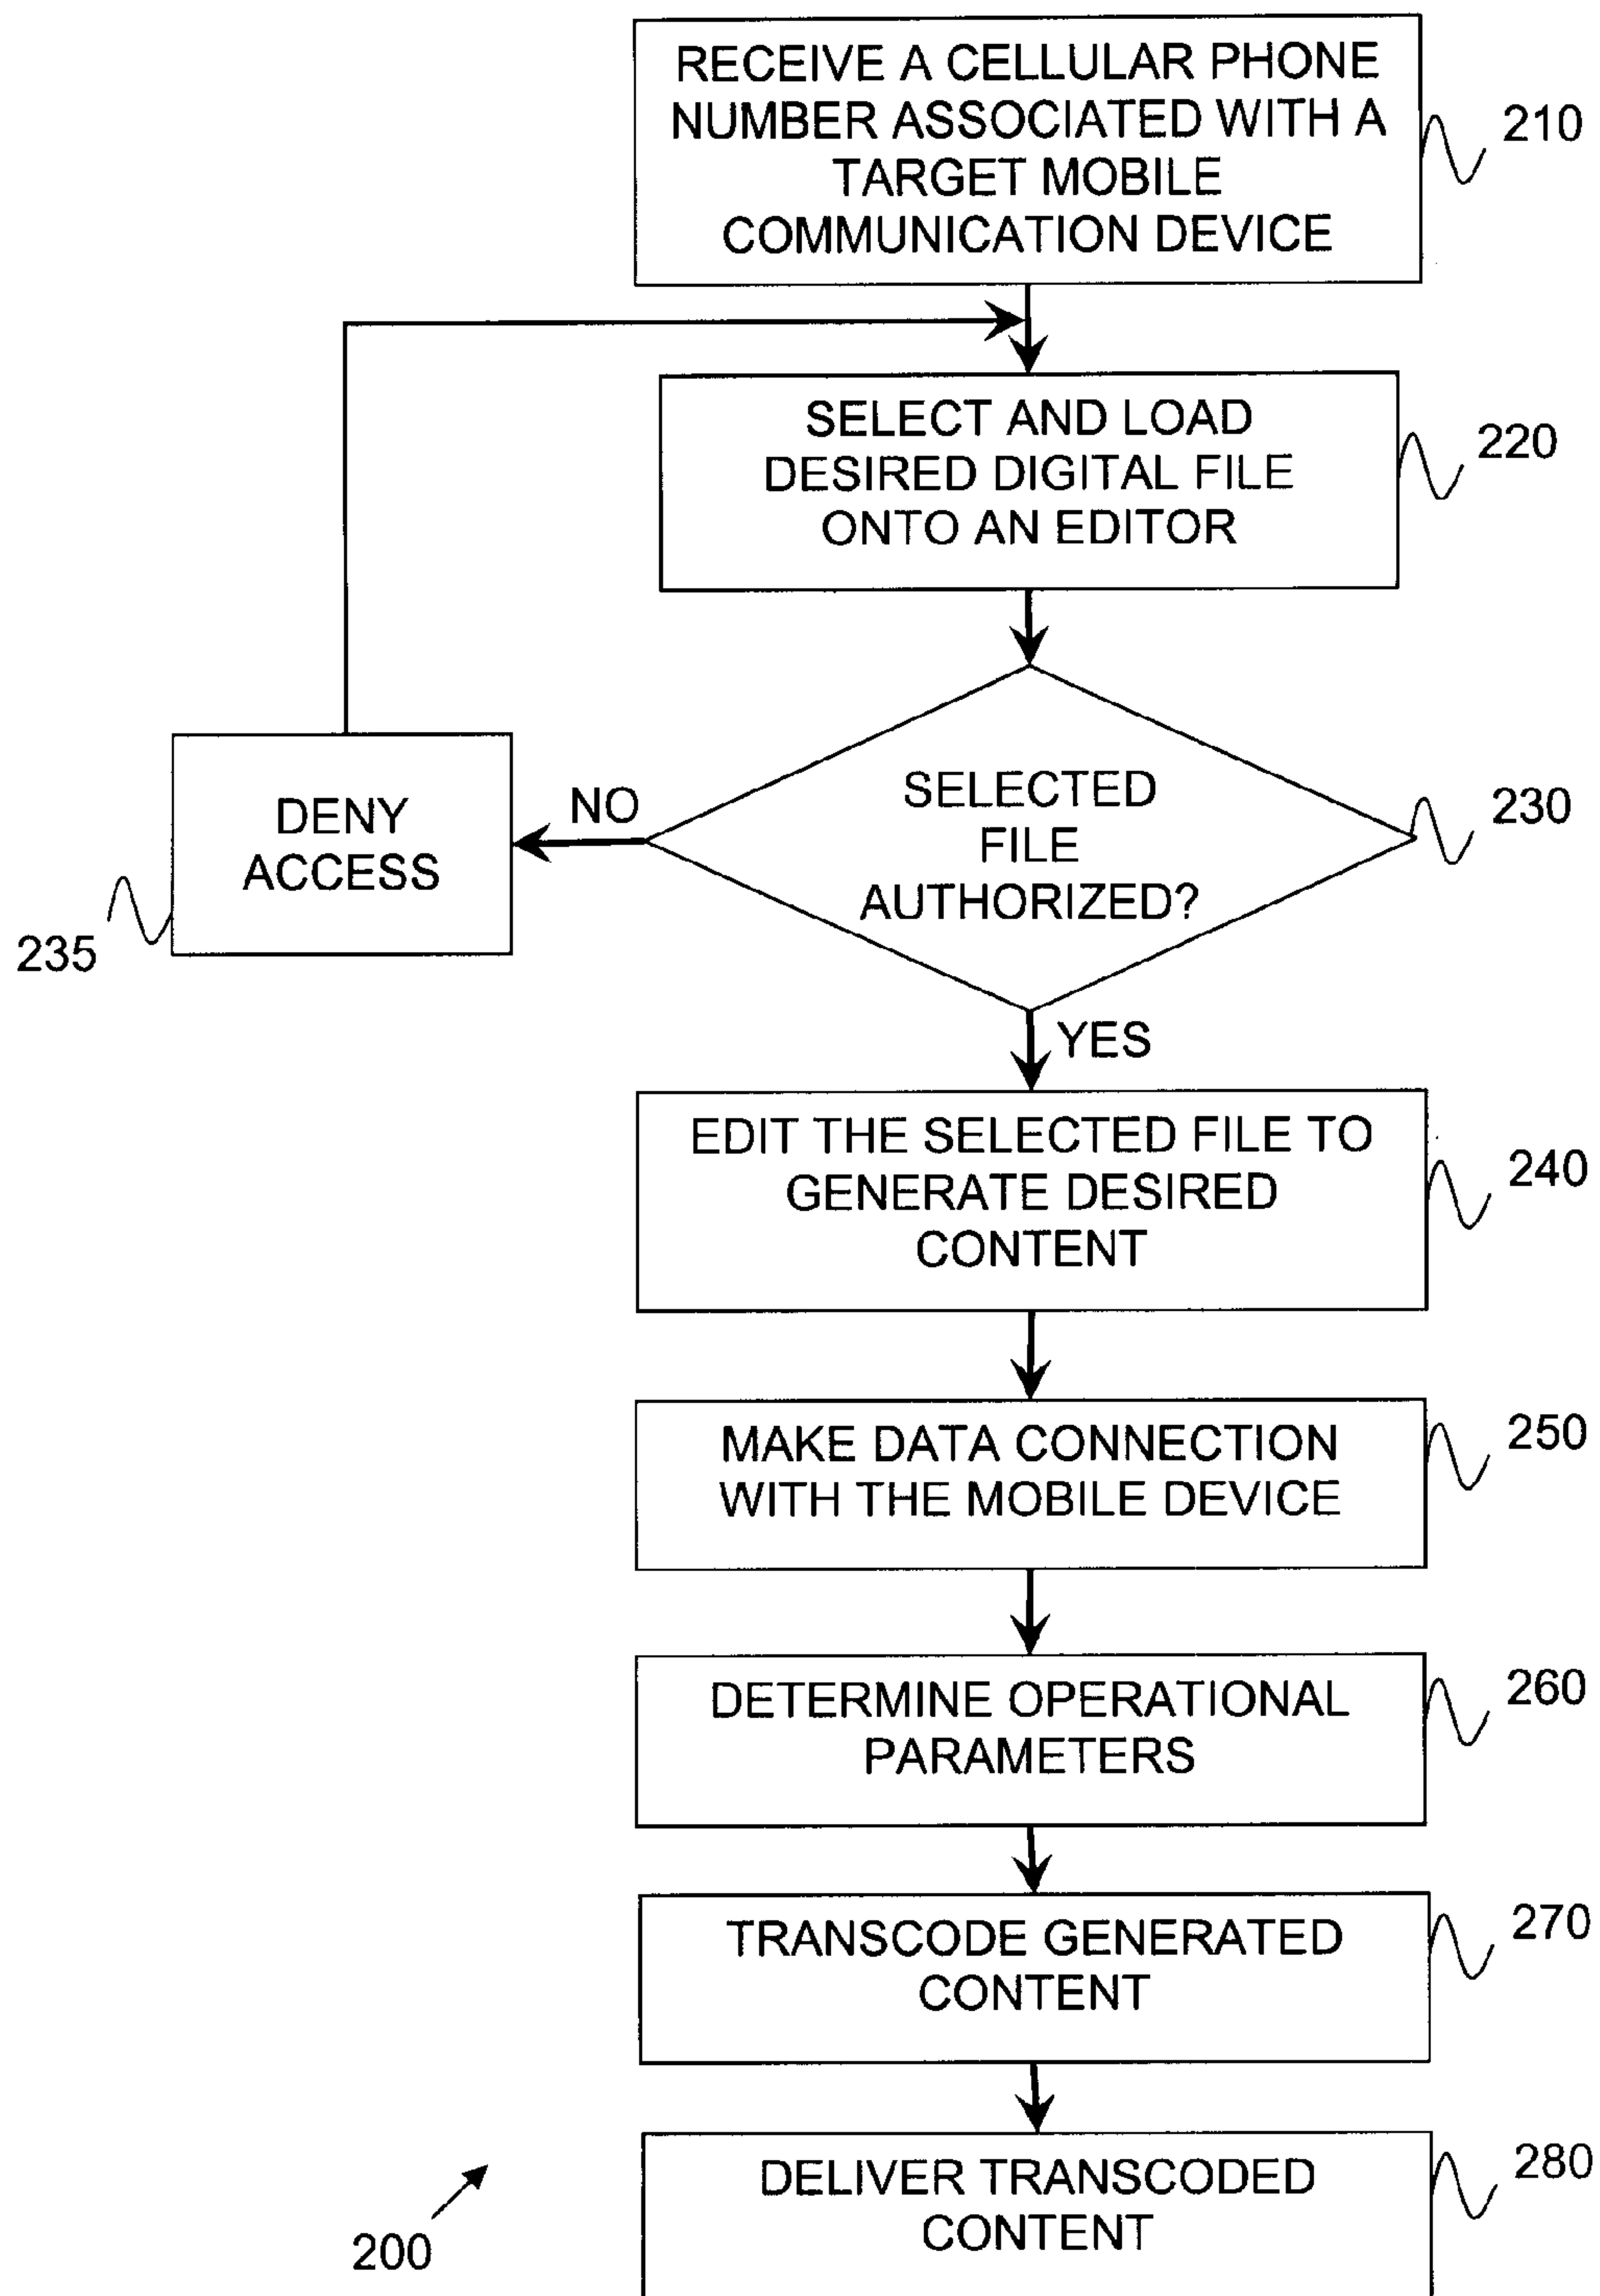 RECEIVE A CELLULAR PHONE
NUMBER ASSOCIATED WITH A
TARGET MOBILE
COMMUNICATION DEVICE
210
SELECT AND LOAD
DESIRED DIGITAL FILE
ONTO AN EDITOR
220
SELECTED
FILE
AUTHORIZED?
230
NO
DENY
ACCESS
235
YES
EDIT THE SELECTED FILE TO
GENERATE DESIRED
CONTENT
240
MAKE DATA CONNECTION
WITH THE MOBILE DEVICE
250
DETERMINE OPERATIONAL
PARAMETERS
260
TRANSCODE GENERATED
CONTENT
270
DELIVER TRANSCODED
CONTENT
280
200